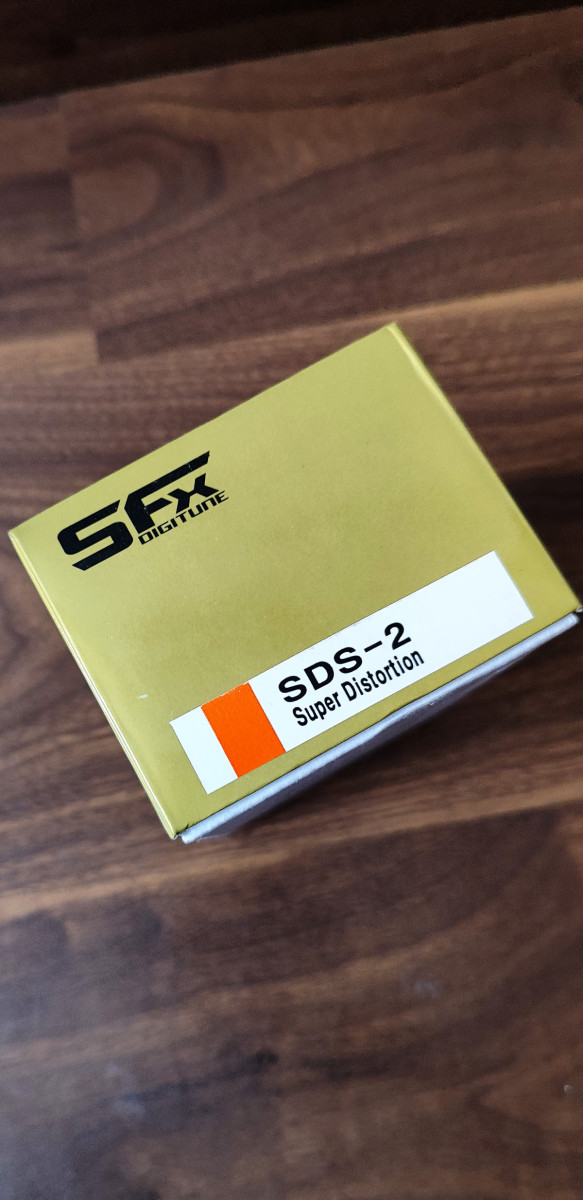 SFX
DIGITUNE
SDS-2
Super Distortion